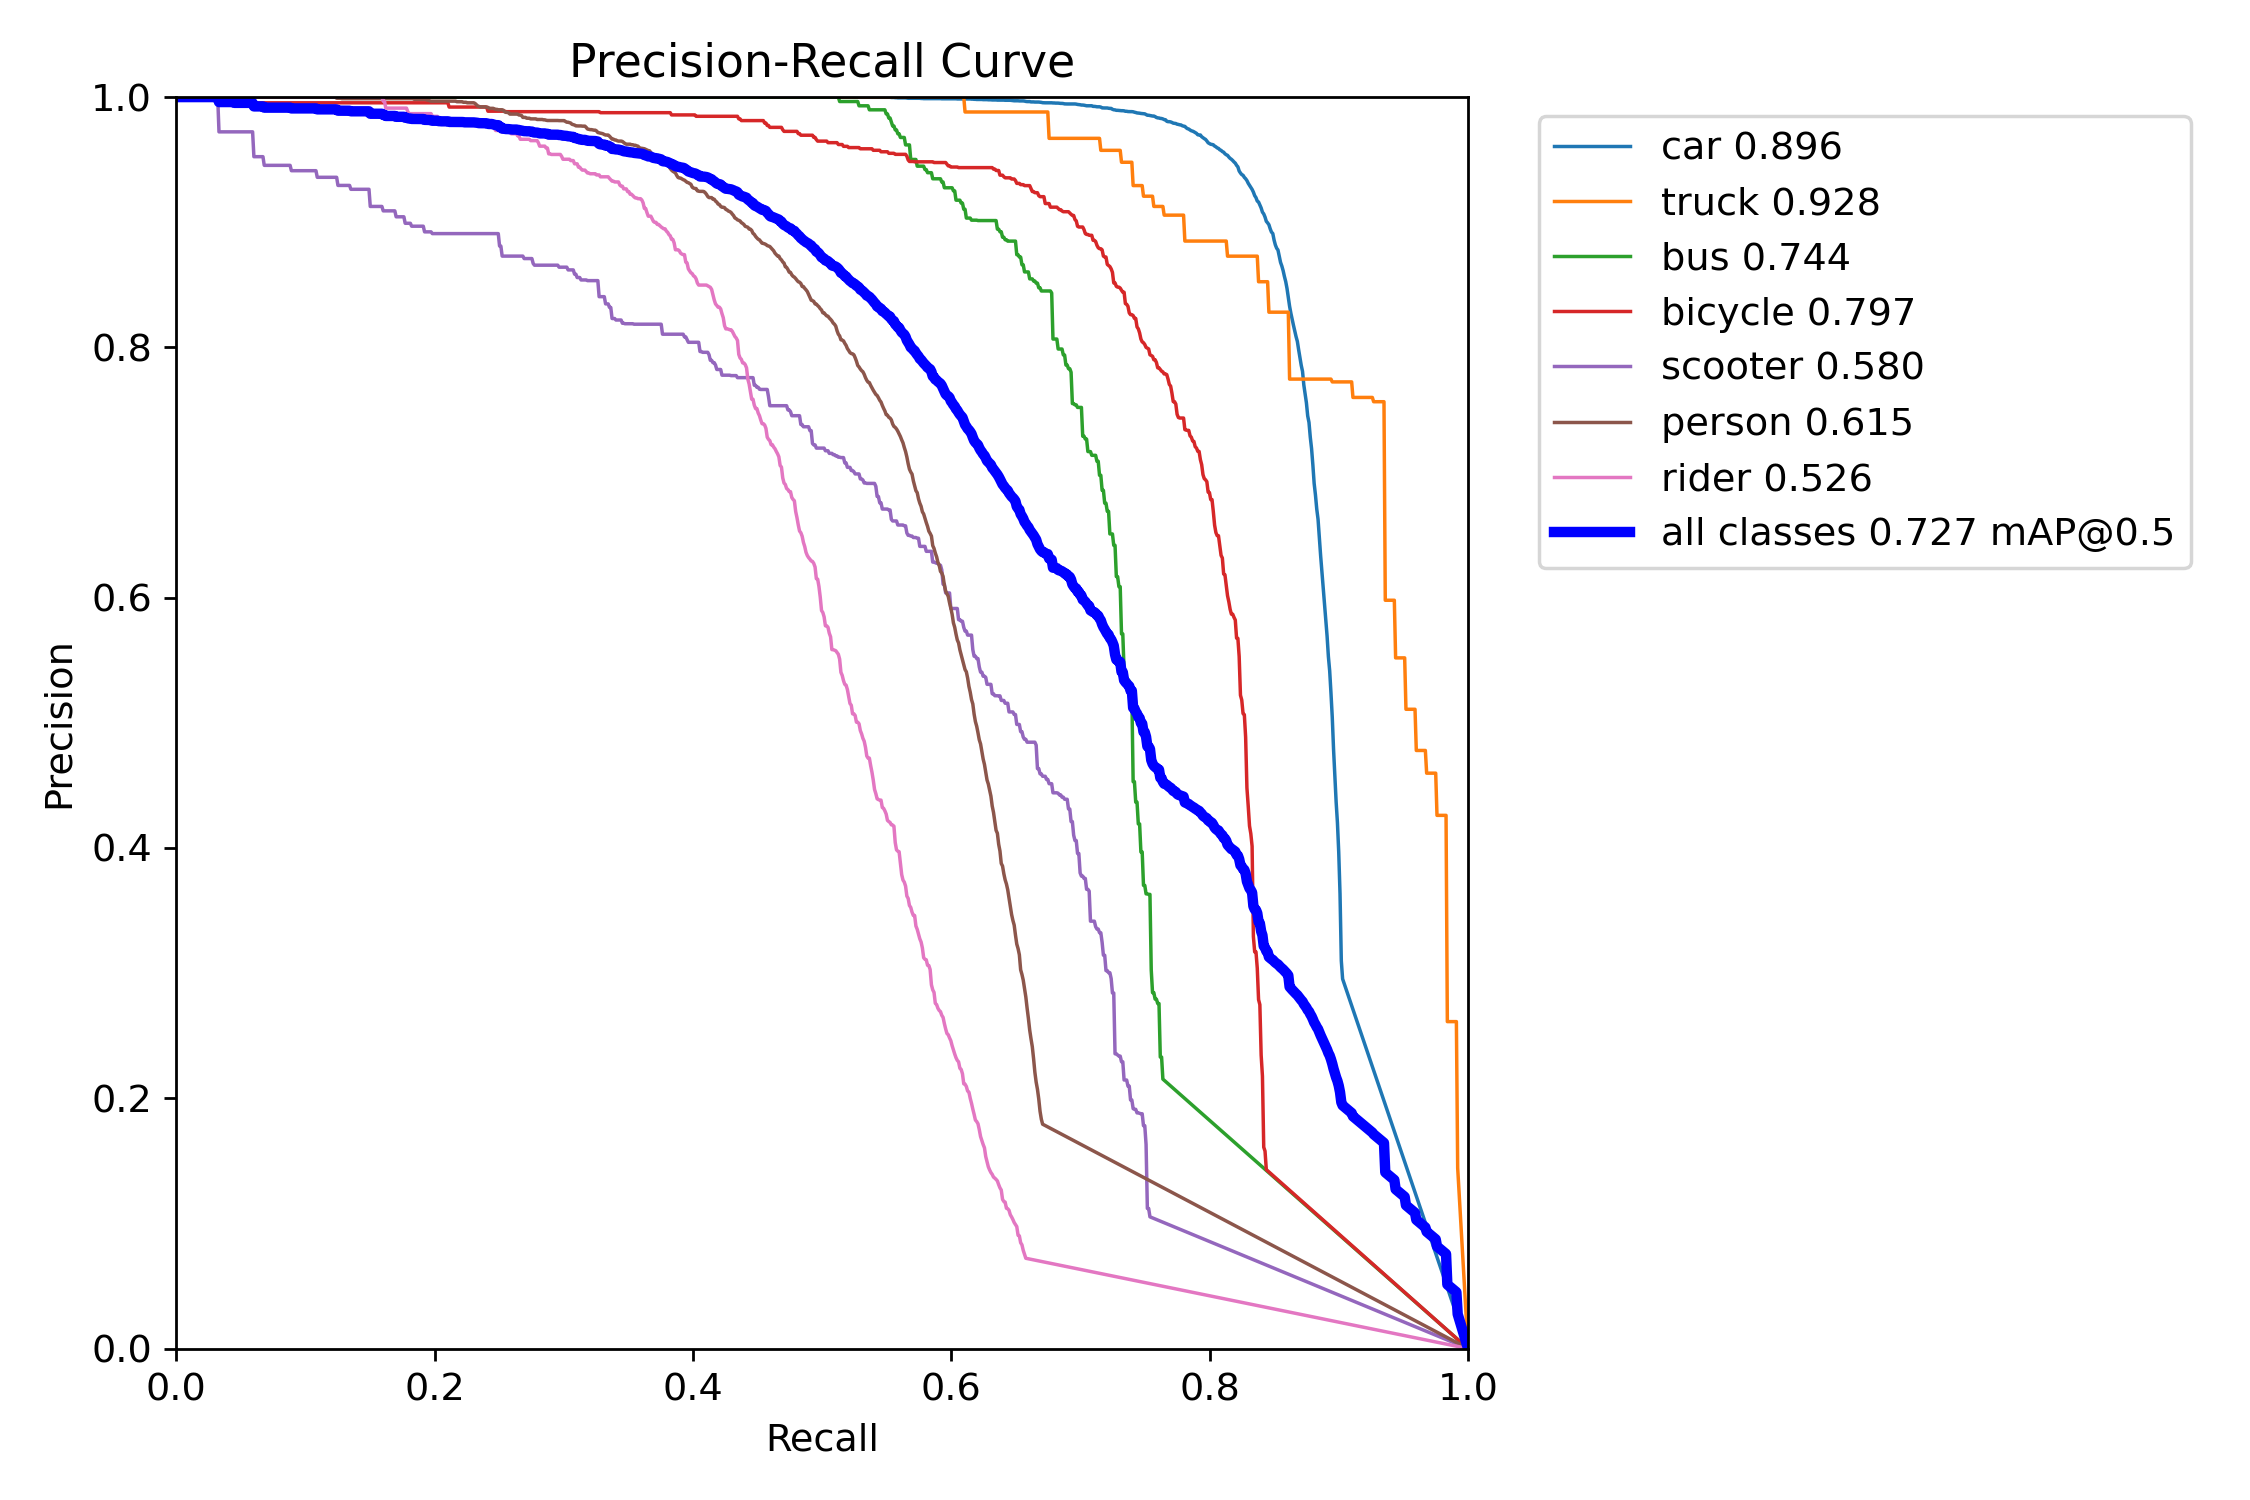 Precision-Recall Curve
1.0
0.8
0.6
0.4
0.2
0.0
Precision
0.0 0.2 0.4 0.6 0.8 1.0
Recall
car 0.896
truck 0.928
bus 0.744
bicycle 0.797
scooter 0.580
person 0.615
rider 0.526
all classes 0.727 mAP@0.5